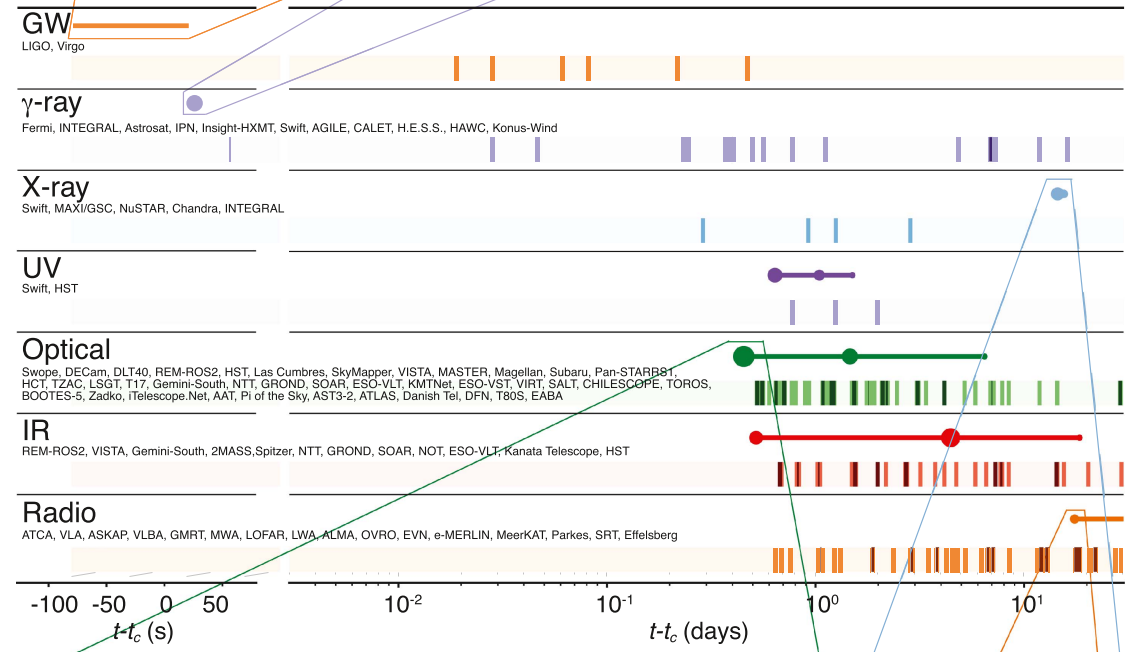 GW
LIGO, Virgo
γ-ray
Fermi, INTEGRAL, Astrosat, IPN, Insight-HXMT, Swift, AGILE, CALET, H.E.S.S., HAWC, Konus-Wind
X-ray
Swift, MAXI/GSC, NuSTAR, Chandra, INTEGRAL
UV
Swift, HST
Optical
Swope, DECam, DLT40, REM-ROS2, HST, Las Cumbres, SkyMapper, VISTA, MASTER, Magellan, Subaru, Pan-STARRS1,
HCT, TZAC, LSGT, T17, Gemini-South, NTT, GROND, SOAR, ESO-VLT, KMTNet, ESO-VST, VIRT, SALT, CHILESCOPE, TOROS,
BOOTES-5, Zadko, iTelescope.Net, AAT, Pi of the Sky, AST3-2, ATLAS, Danish Tel, DFN, T80S, EABA
IR
REM-ROS2, VISTA, Gemini-South, 2MASS,Spitzer, NTT, GROND, SOAR, NOT, ESO-VLT, Kanata Telescope, HST
Radio
ATCA, VLA, ASKAP, VLBA, GMRT, MWA, LOFAR, LWA, ALMA, OVRO, EVN, e-MERLIN, MeerKAT, Parkes, SRT, Effelsberg
-100 -50 0 50 10⁻² 10⁻¹ 10⁰ 10¹
t-t_c (s) t-t_c (days)